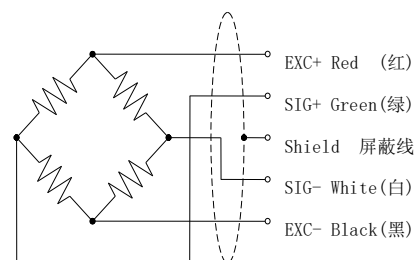 EXC+ Red (红)
SIG+ Green(绿)
Shield 屏蔽线
SIG- White(白)
EXC- Black(黑)